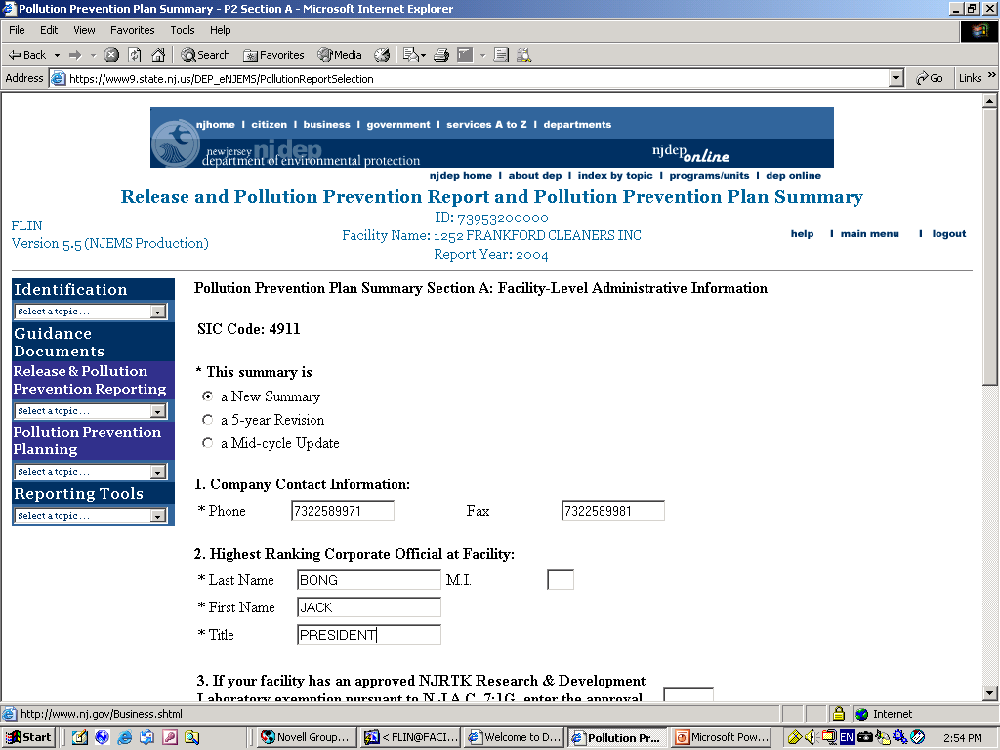 Pollution Prevention Plan Summary - P2 Section A - Microsoft Internet Explorer
File Edit View Favorites Tools Help
Back Search Favorites Media
Address https://www9.state.nj.us/DEP_eNJEMS/PollutionReportSelection Go Links »
njhome I citizen I business I government I services A to Z I departments
newjersey njdep
department of environmental protection
njdep online
njdep home I about dep I index by topic I programs/units I dep online
Release and Pollution Prevention Report and Pollution Prevention Plan Summary
ID: 73953200000
FLIN
Facility Name: 1252 FRANKFORD CLEANERS INC
help I main menu I logout
Version 5.5 (NJEMS Production)
Report Year: 2004
Identification
Select a topic ...
Guidance
Documents
Release & Pollution
Prevention Reporting
Select a topic ...
Pollution Prevention
Planning
Select a topic ...
Reporting Tools
Select a topic ...
Pollution Prevention Plan Summary Section A: Facility-Level Administrative Information
SIC Code: 4911
* This summary is
a New Summary
a 5-year Revision
a Mid-cycle Update
1. Company Contact Information:
* Phone 7322589971 Fax 7322589981
2. Highest Ranking Corporate Official at Facility:
* Last Name BONG M.I.
* First Name JACK
* Title PRESIDENT
3. If your facility has an approved NJRTK Research & Development
Laboratory exemption pursuant to N.J.A.C. 7:1G, enter the approval
http://www.nj.gov/Business.shtml Internet
Start Novell Group... < FLIN@FACI... Welcome to D... Pollution Pr... Microsoft Pow... EN 2:54 PM